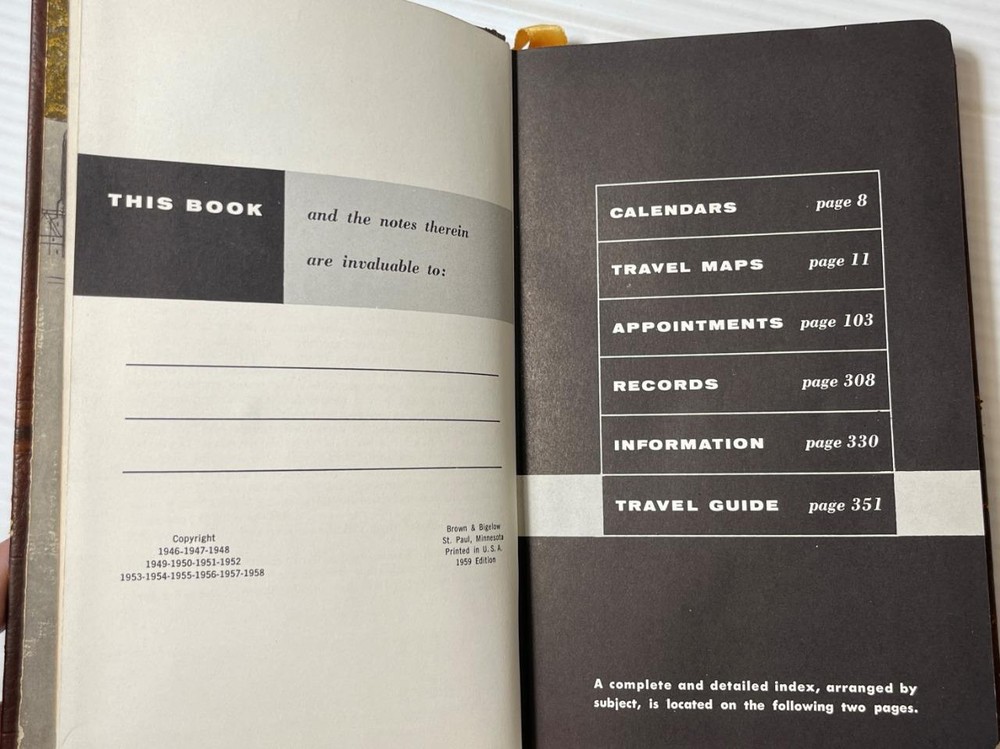 THIS BOOK
and the notes therein
are invaluable to:
Copyright
1946-1947-1948
1949-1950-1951-1952
1953-1954-1955-1956-1957-1958
Brown & Bigelow
St. Paul, Minnesota
Printed in U. S. A.
1959 Edition
CALENDARS page 8
TRAVEL MAPS page 11
APPOINTMENTS page 103
RECORDS page 308
INFORMATION page 330
TRAVEL GUIDE page 351
A complete and detailed index, arranged by
subject, is located on the following two pages.